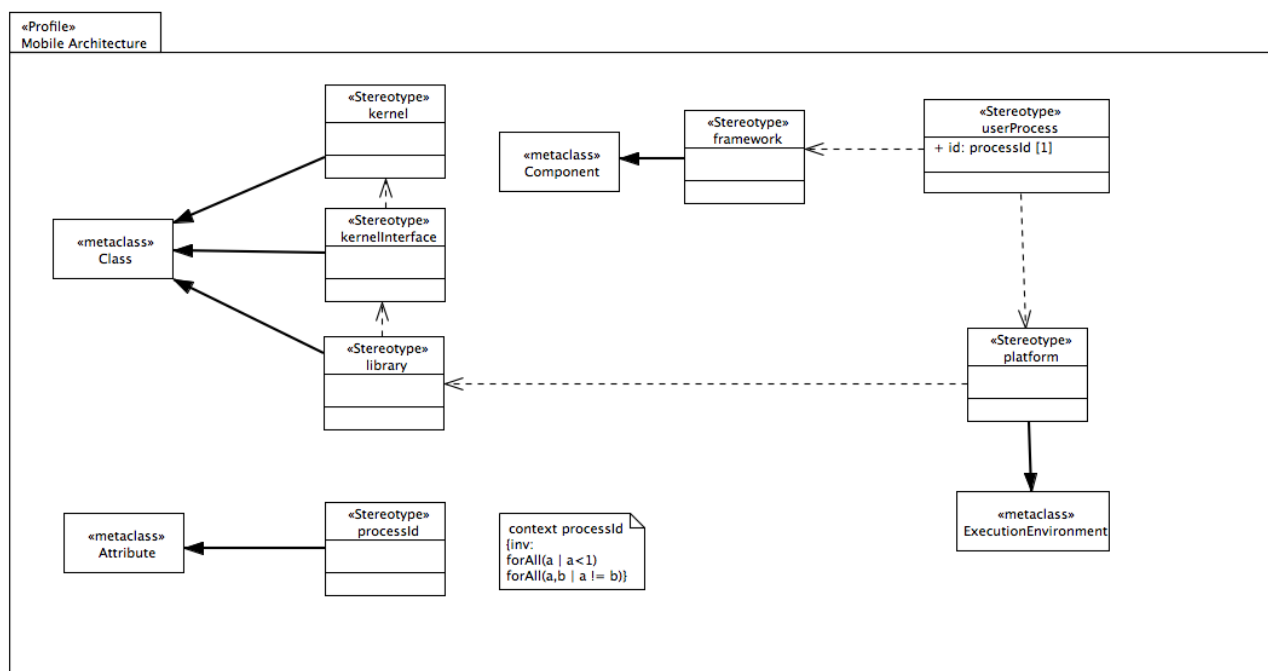 «Profile»
Mobile Architecture
«Stereotype»
kernel
«Stereotype»
framework
«Stereotype»
userProcess
+ id: processId [1]
«metaclass»
Component
«metaclass»
Class
«Stereotype»
kernelInterface
«Stereotype»
library
«Stereotype»
platform
«metaclass»
Attribute
«Stereotype»
processId
context processId
{inv:
forAll(a | a<1)
forAll(a,b | a != b)}
«metaclass»
ExecutionEnvironment